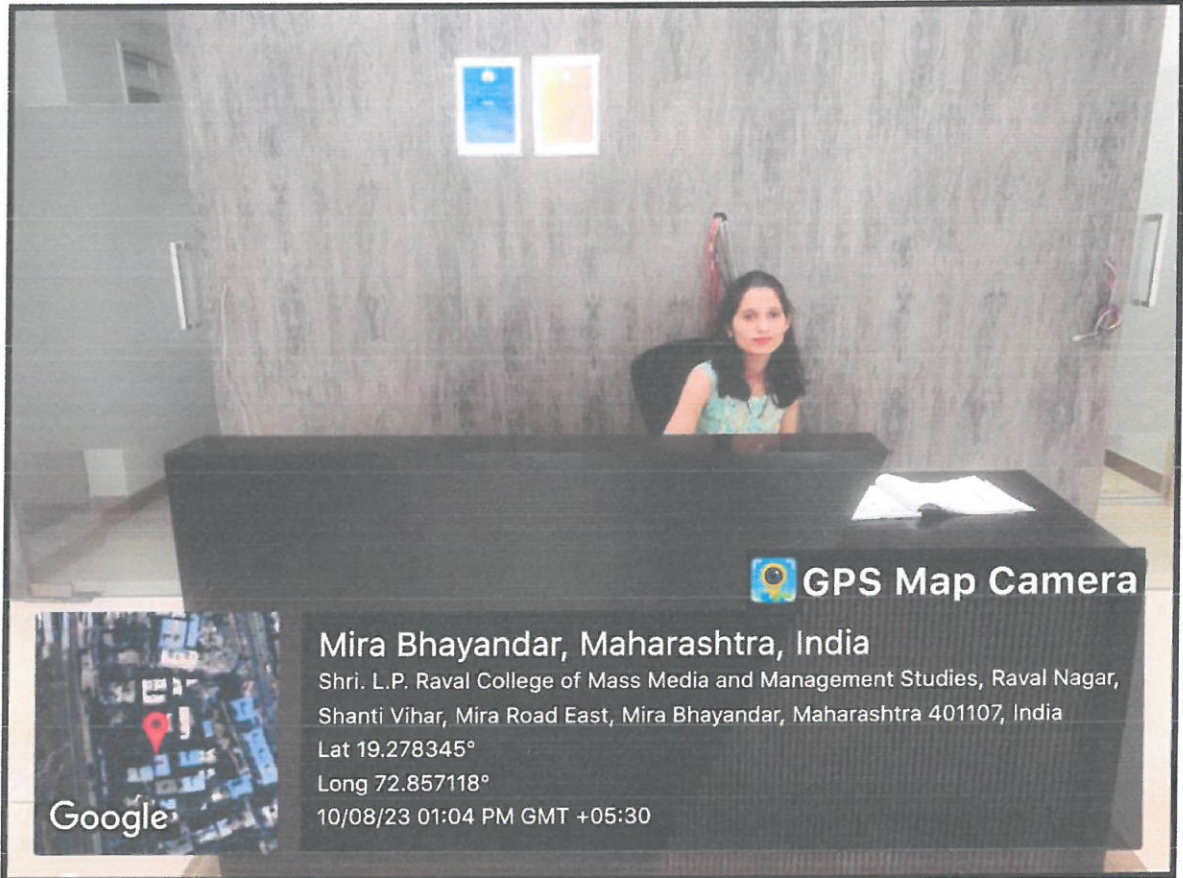 GPS Map Camera
Mira Bhayandar, Maharashtra, India
Shri. L.P. Raval College of Mass Media and Management Studies, Raval Nagar,
Shanti Vihar, Mira Road East, Mira Bhayandar, Maharashtra 401107, India
Lat 19.278345°
Long 72.857118°
10/08/23 01:04 PM GMT +05:30
Google